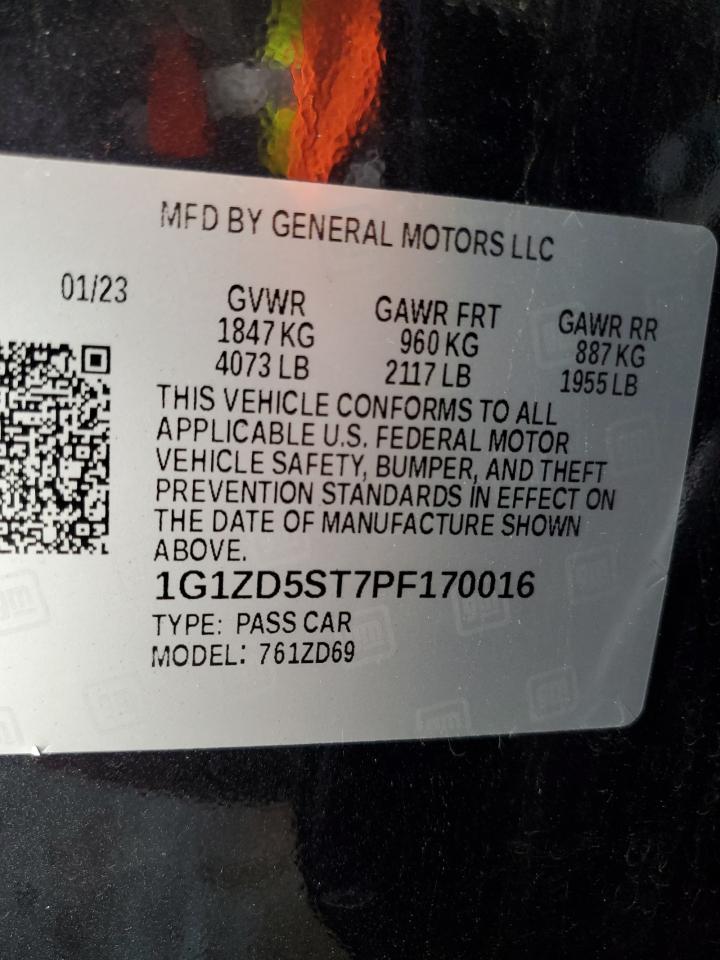 MFD BY GENERAL MOTORS LLC
01/23
GVWR GAWR FRT GAWR RR
1847 KG 960 KG 887 KG
4073 LB 2117 LB 1955 LB
THIS VEHICLE CONFORMS TO ALL
APPLICABLE U.S. FEDERAL MOTOR
VEHICLE SAFETY, BUMPER, AND THEFT
PREVENTION STANDARDS IN EFFECT ON
THE DATE OF MANUFACTURE SHOWN
ABOVE.
1G1ZD5ST7PF170016
TYPE: PASS CAR
MODEL: 761ZD69